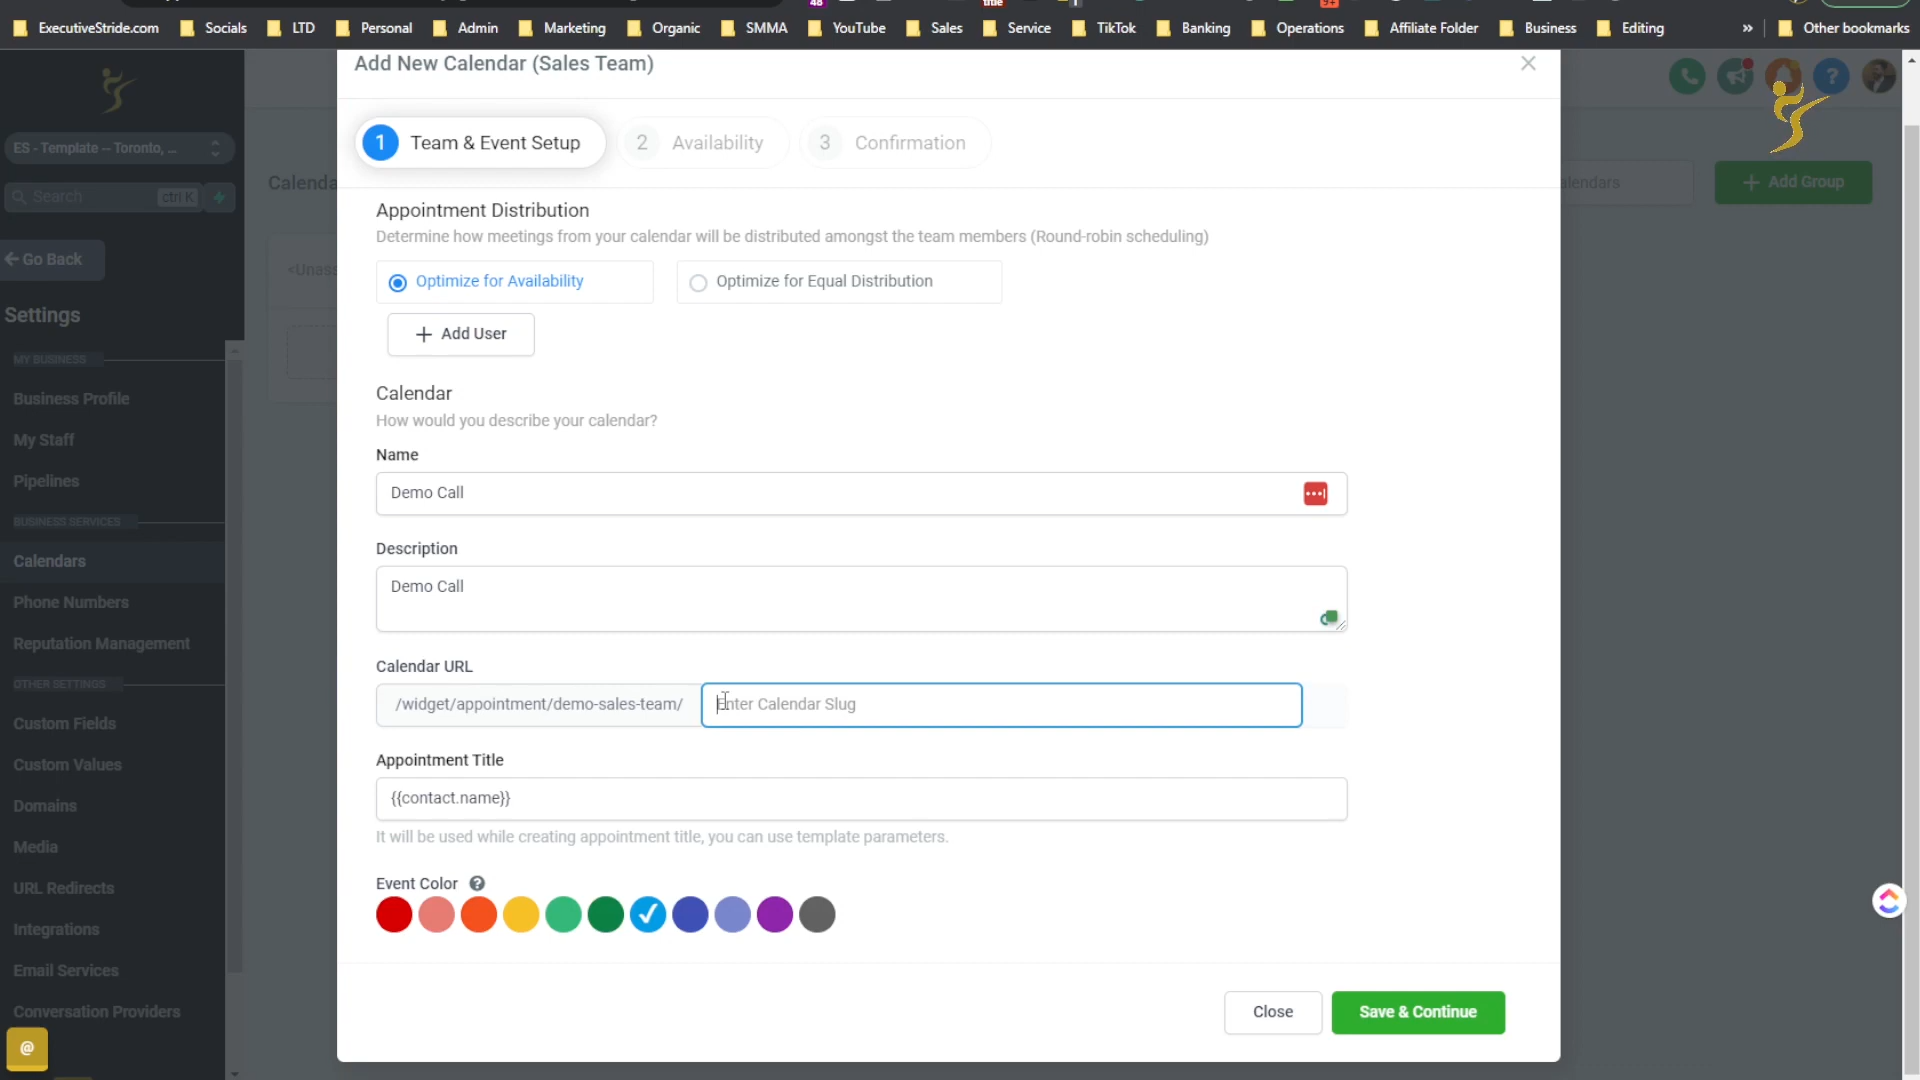 48
title
9+
ExecutiveStride.com
Socials
LTD
Personal
Admin
Marketing
Organic
SMMA
YouTube
Sales
Service
TikTok
Banking
Operations
Affiliate Folder
Business
Editing
»
Other bookmarks
Add New Calendar (Sales Team)
1 Team & Event Setup
2 Availability
3 Confirmation
ES - Template -- Toronto, ...
Search
ctrl K
Go Back
Settings
MY BUSINESS
Business Profile
My Staff
Pipelines
BUSINESS SERVICES
Calendars
Phone Numbers
Reputation Management
OTHER SETTINGS
Custom Fields
Custom Values
Domains
Media
URL Redirects
Integrations
Email Services
Conversation Providers
@
Calenda
<Unass
alendars
+ Add Group
?
Appointment Distribution
Determine how meetings from your calendar will be distributed amongst the team members (Round-robin scheduling)
Optimize for Availability
Optimize for Equal Distribution
+ Add User
Calendar
How would you describe your calendar?
Name
Demo Call
Description
Demo Call
Calendar URL
/widget/appointment/demo-sales-team/
Enter Calendar Slug
Appointment Title
{{contact.name}}
It will be used while creating appointment title, you can use template parameters.
Event Color ?
Close
Save & Continue